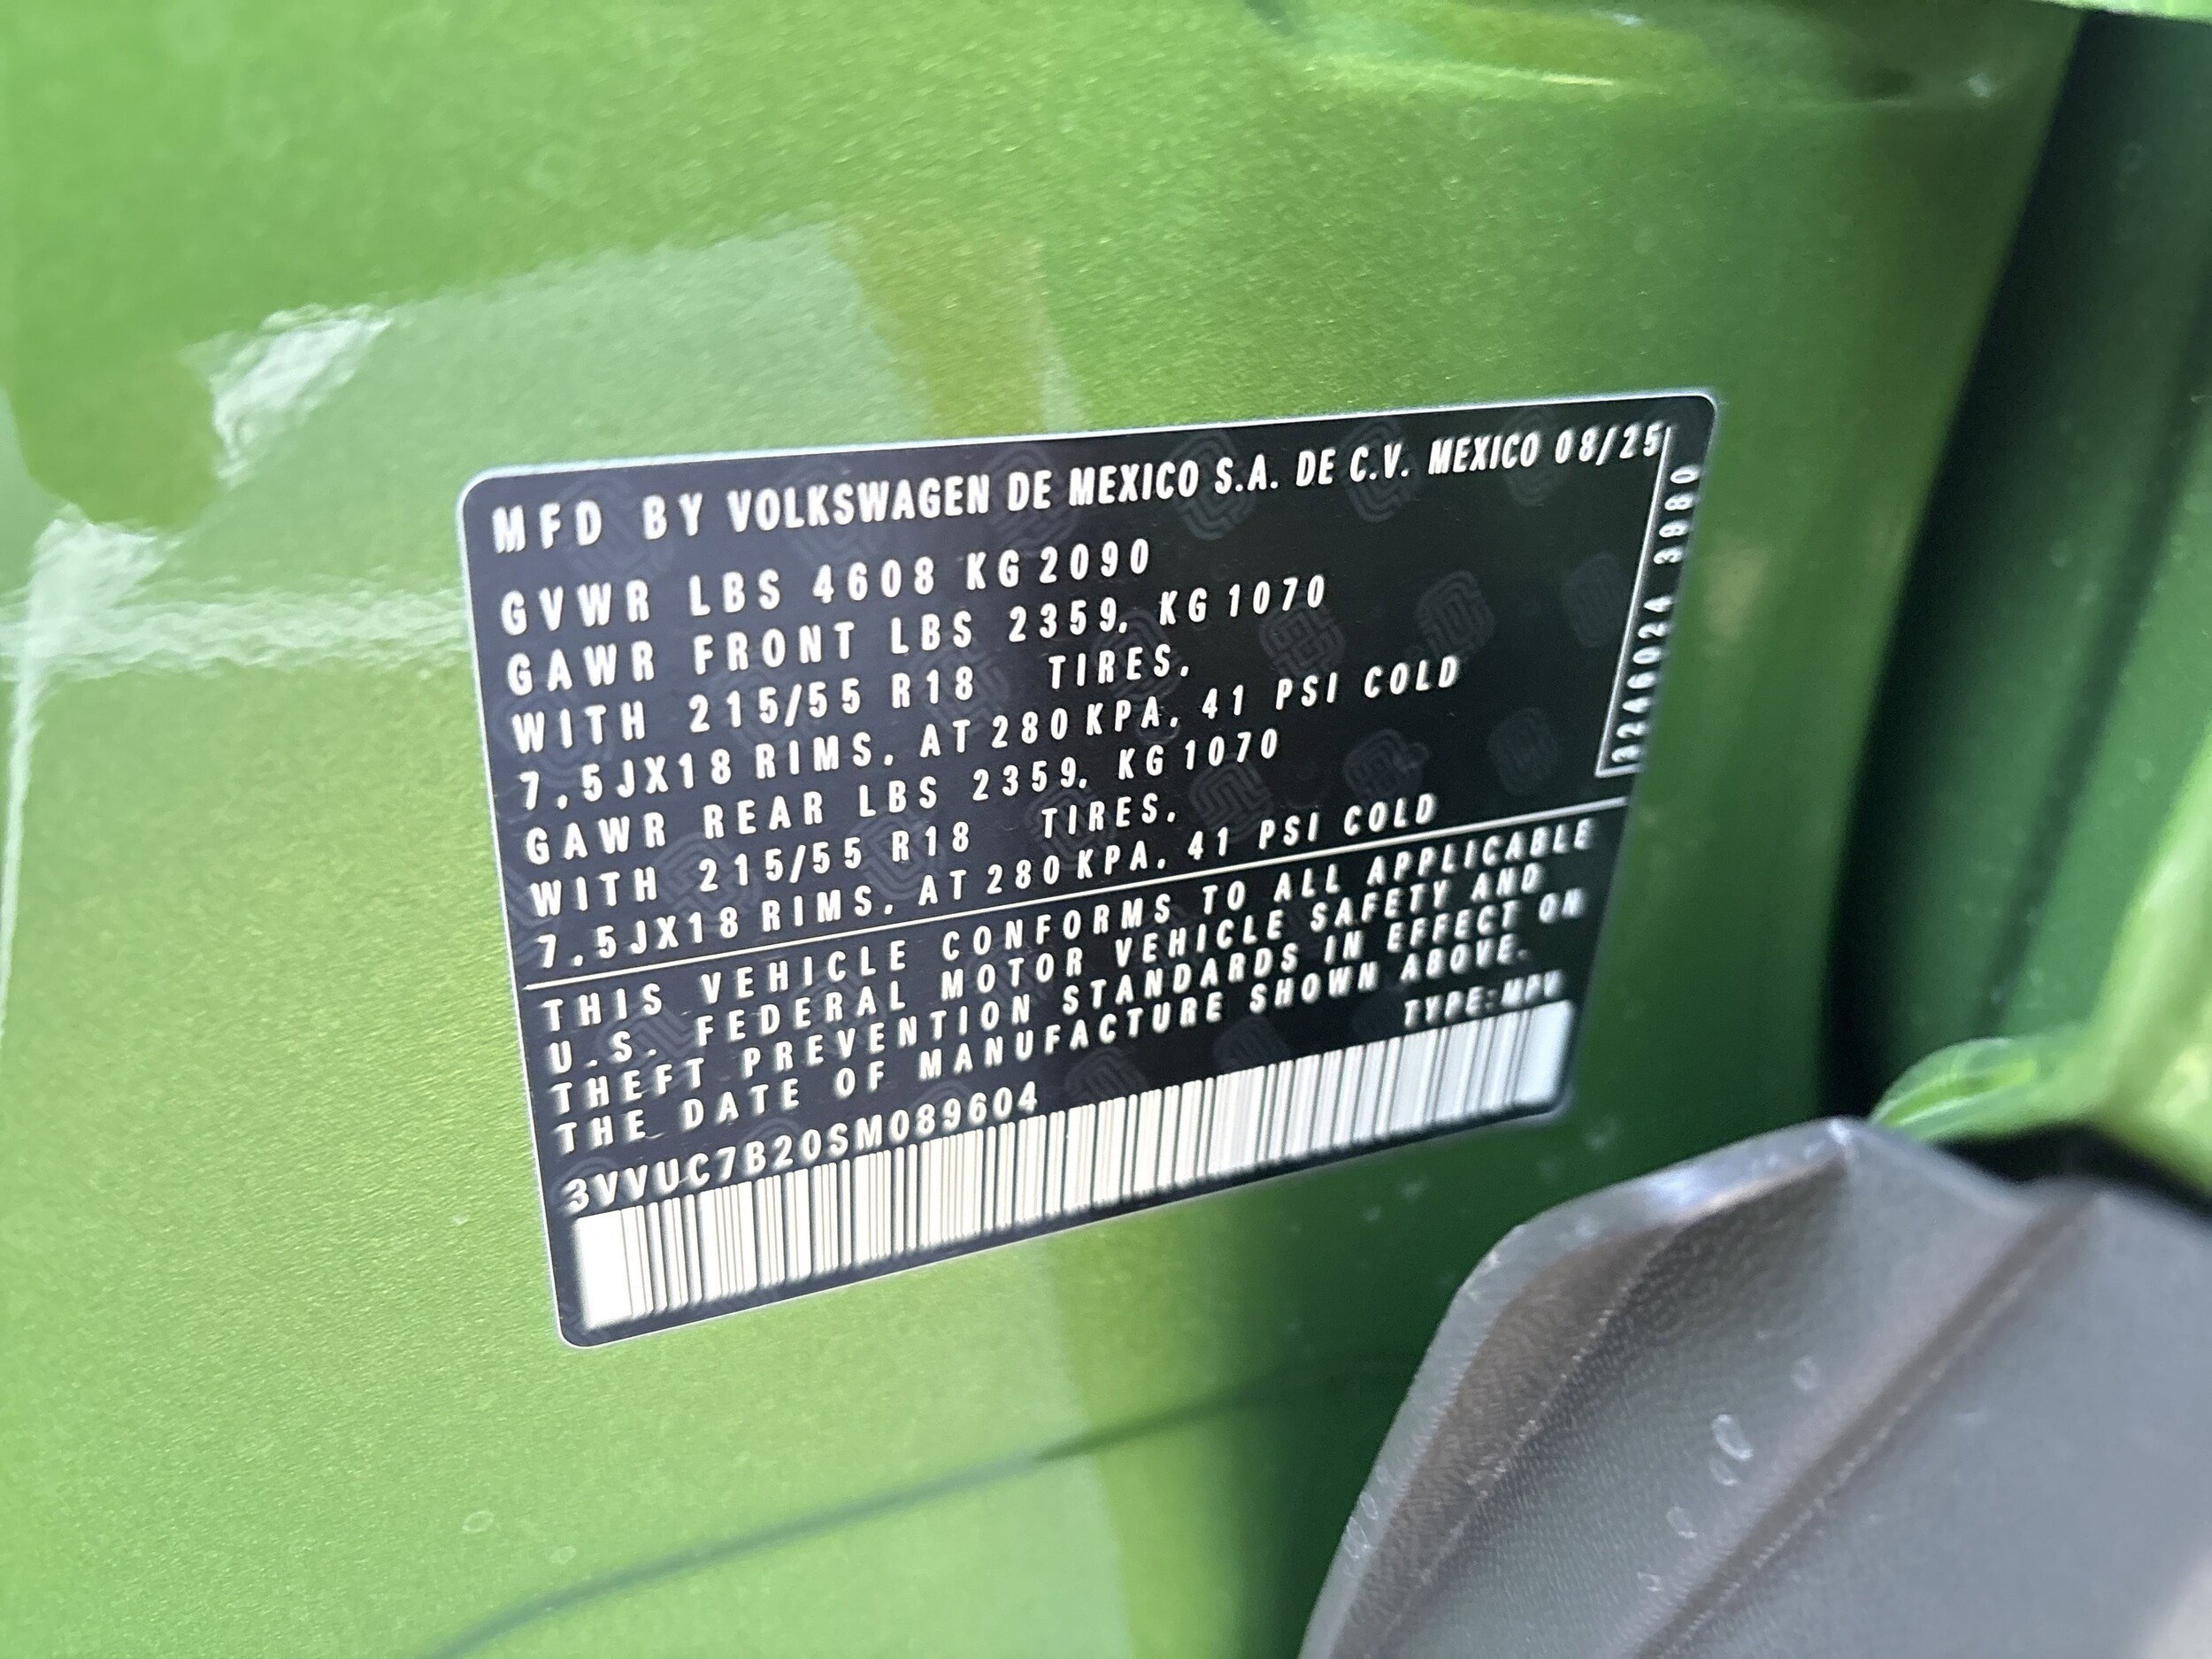 MFD BY VOLKSWAGEN DE MEXICO S.A. DE C.V. MEXICO 08/25
GVWR LBS 4608 KG 2090
GAWR FRONT LBS 2359, KG 1070
WITH 215/55 R18 TIRES,
7.5JX18 RIMS, AT 280 KPA, 41 PSI COLD
GAWR REAR LBS 2359, KG 1070
WITH 215/55 R18 TIRES,
7.5JX18 RIMS, AT 280 KPA, 41 PSI COLD
3246024 3980
THIS VEHICLE CONFORMS TO ALL APPLICABLE
U.S. FEDERAL MOTOR VEHICLE SAFETY AND
THEFT PREVENTION STANDARDS IN EFFECT ON
THE DATE OF MANUFACTURE SHOWN ABOVE.
TYPE:MPV
3VVUC7B20SM089604